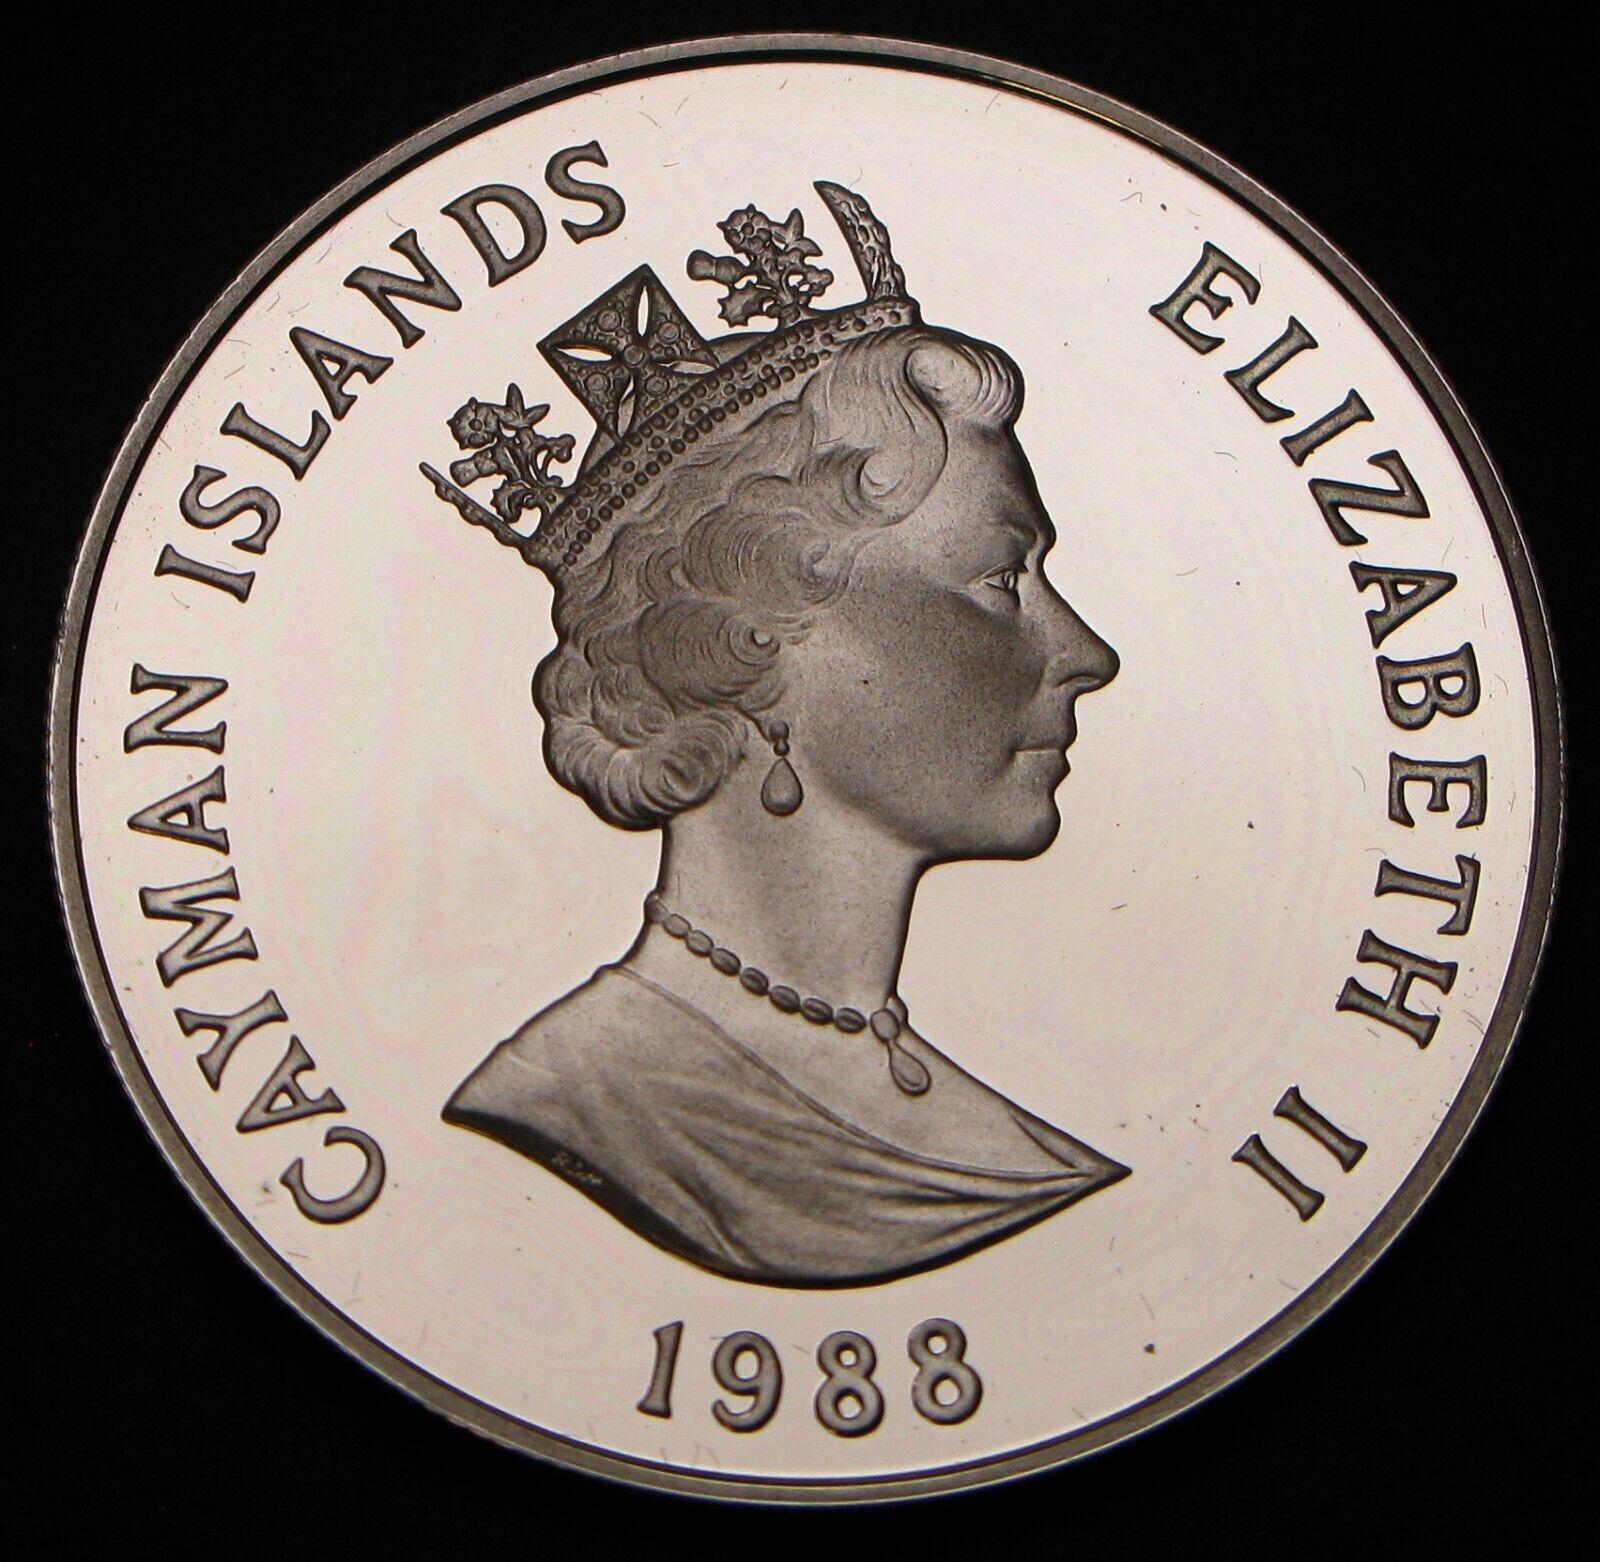 CAYMAN ISLANDS
ELIZABETH II
1988